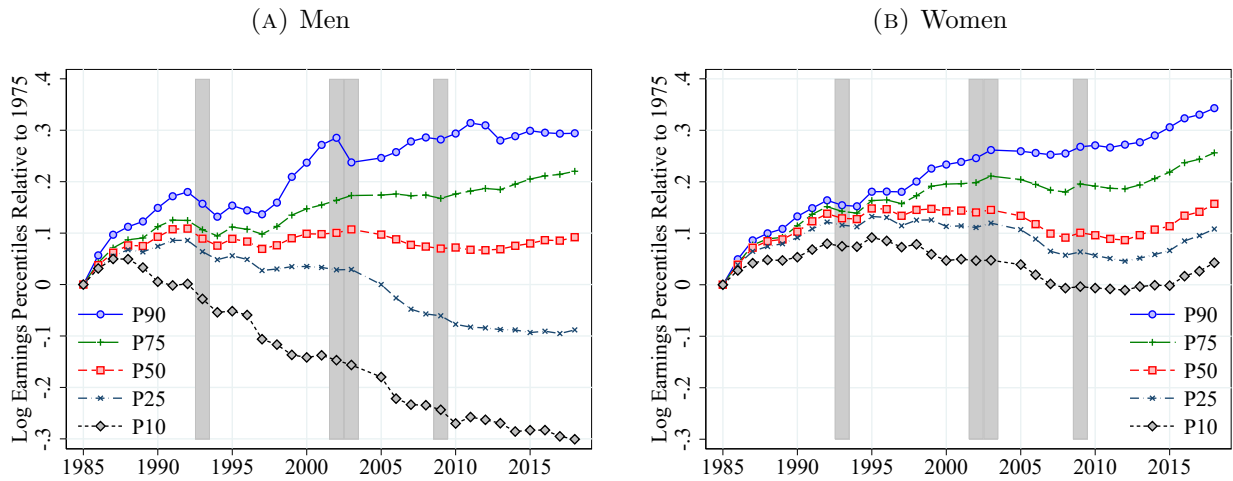 (A) Men
Log Earnings Percentiles Relative to 1975
.4
.3
.2
.1
0
-.1
-.2
-.3
P90
P75
P50
P25
P10
1985 1990 1995 2000 2005 2010 2015
(B) Women
Log Earnings Percentiles Relative to 1975
.4
.3
.2
.1
0
-.1
-.2
-.3
P90
P75
P50
P25
P10
1985 1990 1995 2000 2005 2010 2015